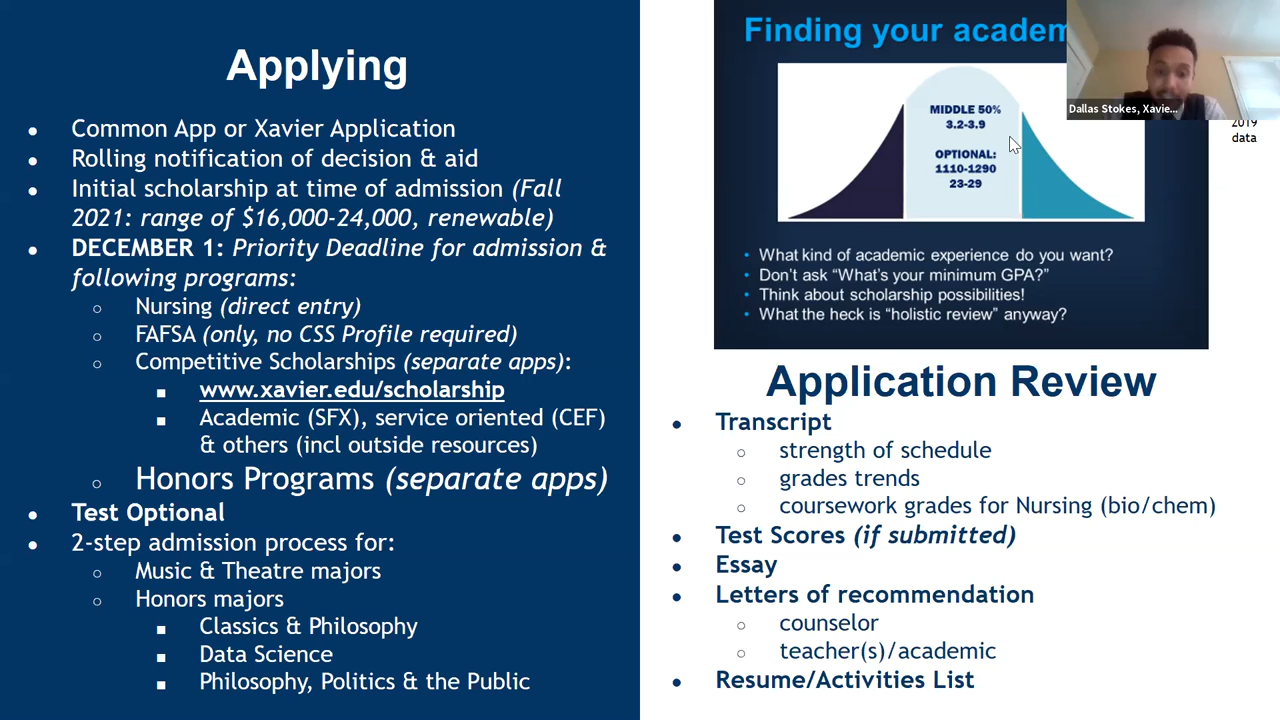 Applying
● Common App or Xavier Application
● Rolling notification of decision & aid
● Initial scholarship at time of admission (Fall
2021: range of $16,000-24,000, renewable)
● DECEMBER 1: Priority Deadline for admission &
following programs:
○ Nursing (direct entry)
○ FAFSA (only, no CSS Profile required)
○ Competitive Scholarships (separate apps):
■ www.xavier.edu/scholarship
■ Academic (SFX), service oriented (CEF)
& others (incl outside resources)
○ Honors Programs (separate apps)
● Test Optional
● 2-step admission process for:
○ Music & Theatre majors
○ Honors majors
■ Classics & Philosophy
■ Data Science
■ Philosophy, Politics & the Public
Finding your academ
MIDDLE 50%
3.2-3.9
OPTIONAL:
1110-1290
23-29
• What kind of academic experience do you want?
• Don't ask “What's your minimum GPA?”
• Think about scholarship possibilities!
• What the heck is “holistic review” anyway?
Dallas Stokes, Xavie...
2019
data
Application Review
● Transcript
○ strength of schedule
○ grades trends
○ coursework grades for Nursing (bio/chem)
● Test Scores (if submitted)
● Essay
● Letters of recommendation
○ counselor
○ teacher(s)/academic
● Resume/Activities List